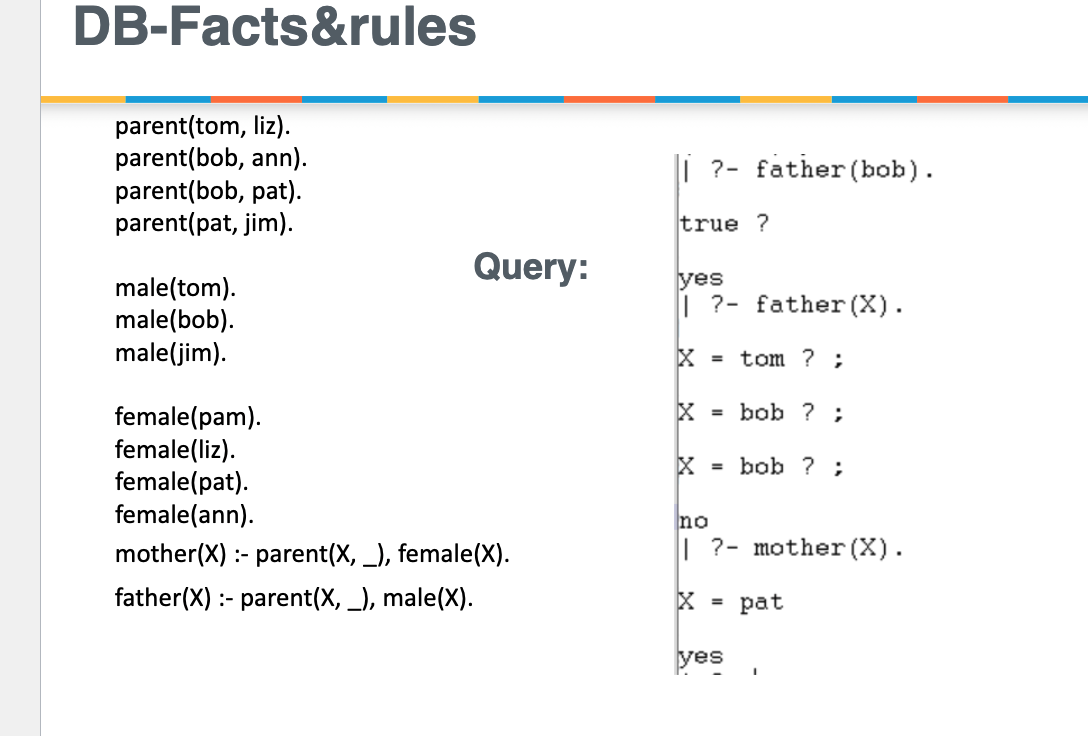 DB-Facts&rules
parent(tom, liz).
parent(bob, ann).
parent(bob, pat).
parent(pat, jim).
male(tom).
male(bob).
male(jim).
female(pam).
female(liz).
female(pat).
female(ann).
mother(X) :- parent(X, _), female(X).
father(X) :- parent(X, _), male(X).
Query:
| ?- father(bob).
true ?
yes
| ?- father(X).
X = tom ? ;
X = bob ? ;
X = bob ? ;
no
| ?- mother(X).
X = pat
yes